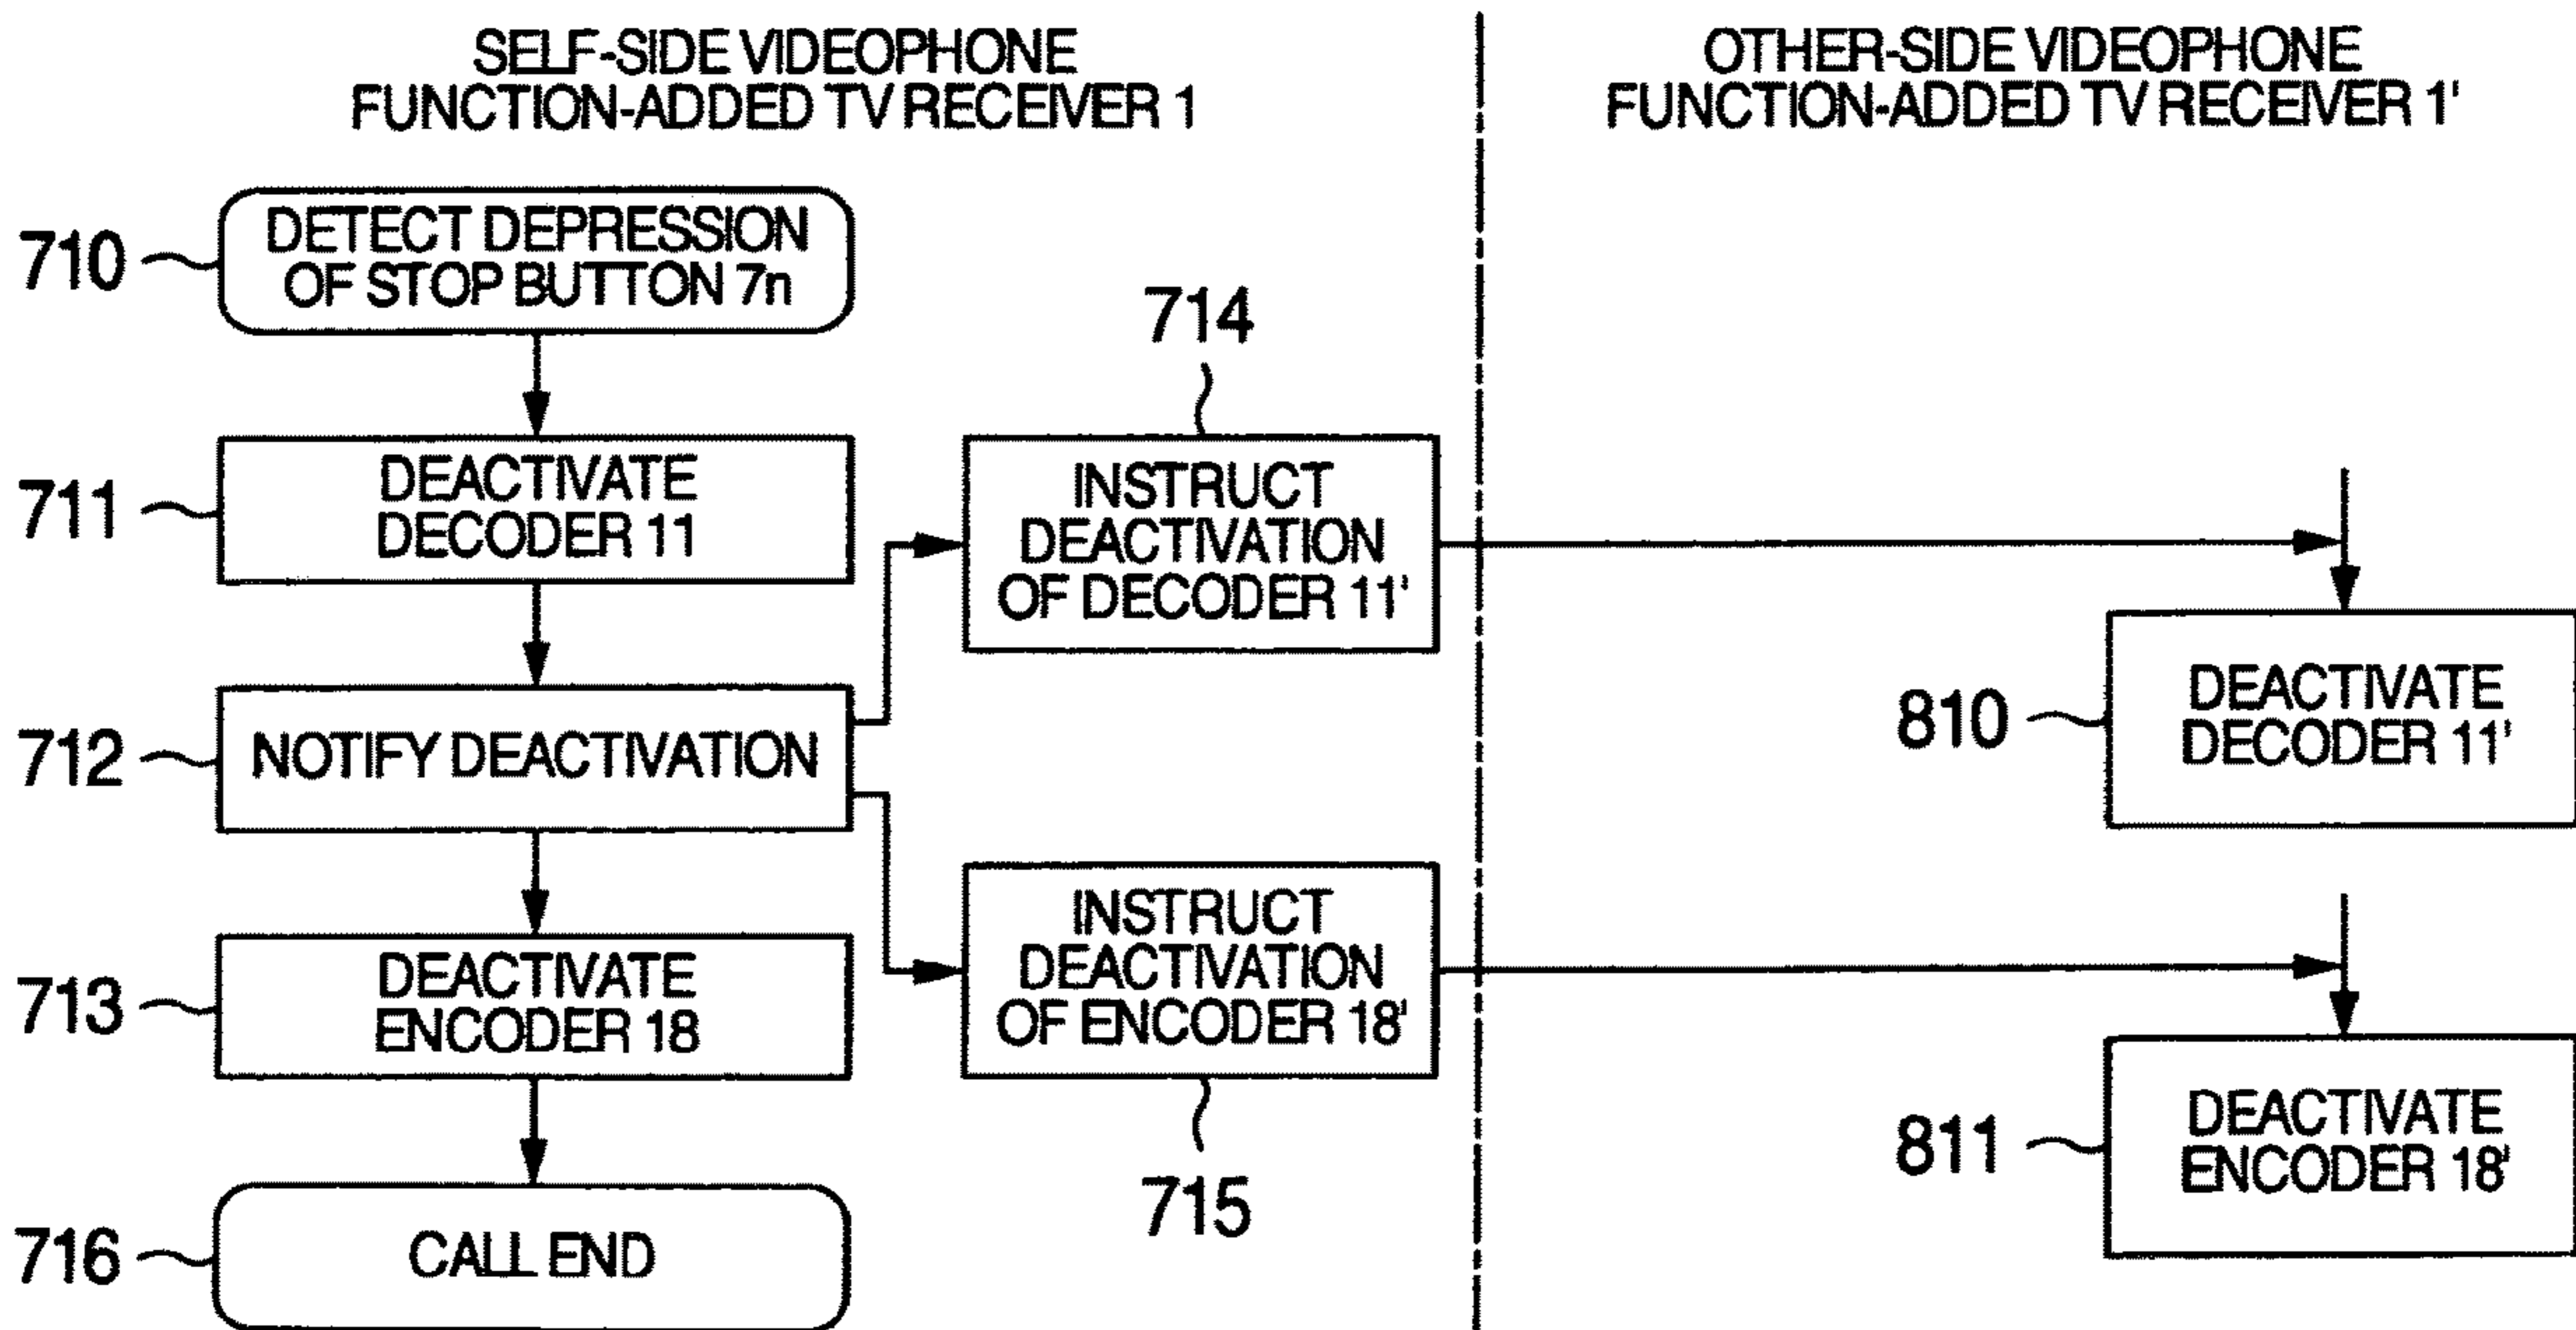 SELF-SIDE VIDEOPHONE
FUNCTION-ADDED TV RECEIVER 1
OTHER-SIDE VIDEOPHONE
FUNCTION-ADDED TV RECEIVER 1'
710
DETECT DEPRESSION
OF STOP BUTTON 7n
711
DEACTIVATE
DECODER 11
712
NOTIFY DEACTIVATION
713
DEACTIVATE
ENCODER 18
716
CALL END
714
INSTRUCT
DEACTIVATION
OF DECODER 11'
INSTRUCT
DEACTIVATION
OF ENCODER 18'
715
810
DEACTIVATE
DECODER 11'
811
DEACTIVATE
ENCODER 18'